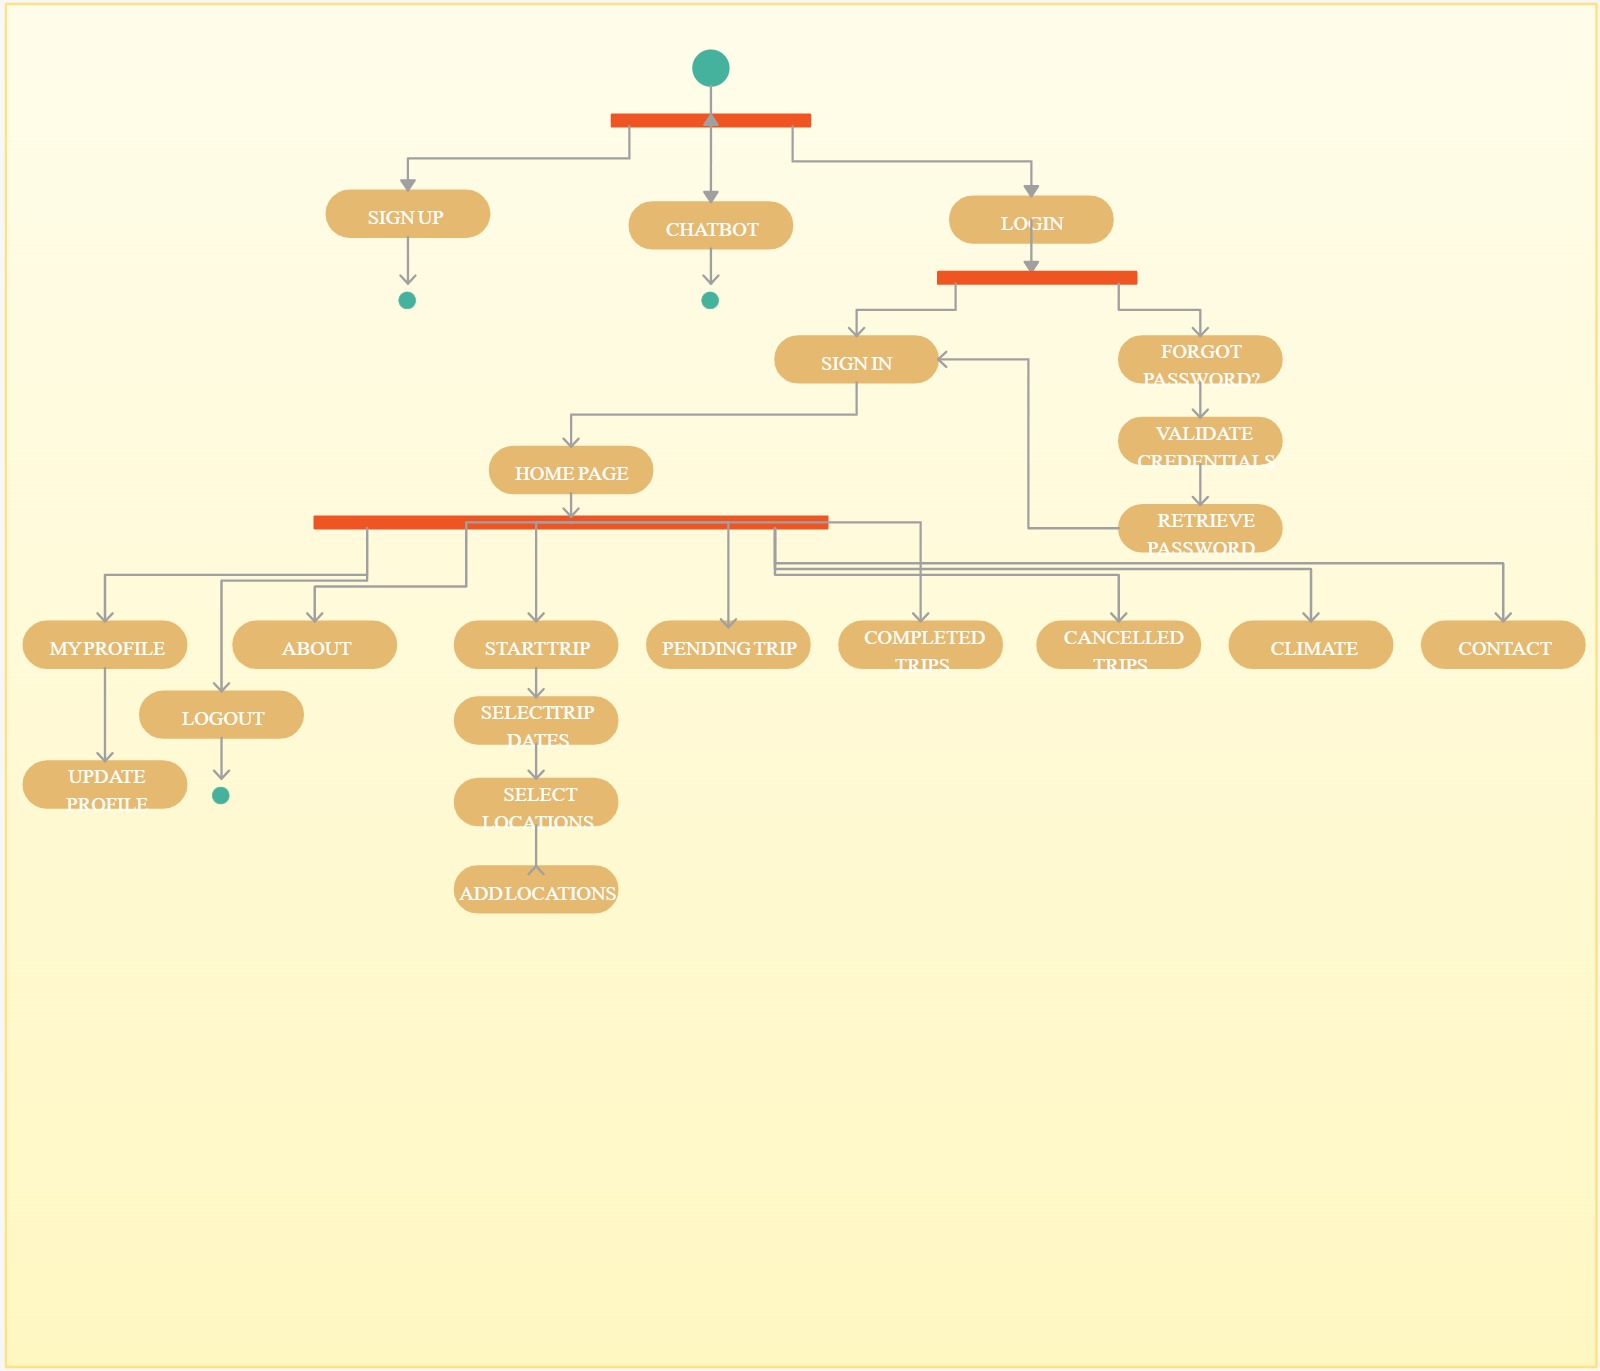 SIGN UP
CHATBOT
LOGIN
SIGN IN
FORGOT
PASSWORD?
VALIDATE
CREDENTIALS
HOME PAGE
RETRIEVE
PASSWORD
MY PROFILE
ABOUT
START TRIP
PENDING TRIP
COMPLETED
TRIPS
CANCELLED
TRIPS
CLIMATE
CONTACT
LOGOUT
SELECT TRIP
DATES
UPDATE
PROFILE
SELECT
LOCATIONS
ADD LOCATIONS